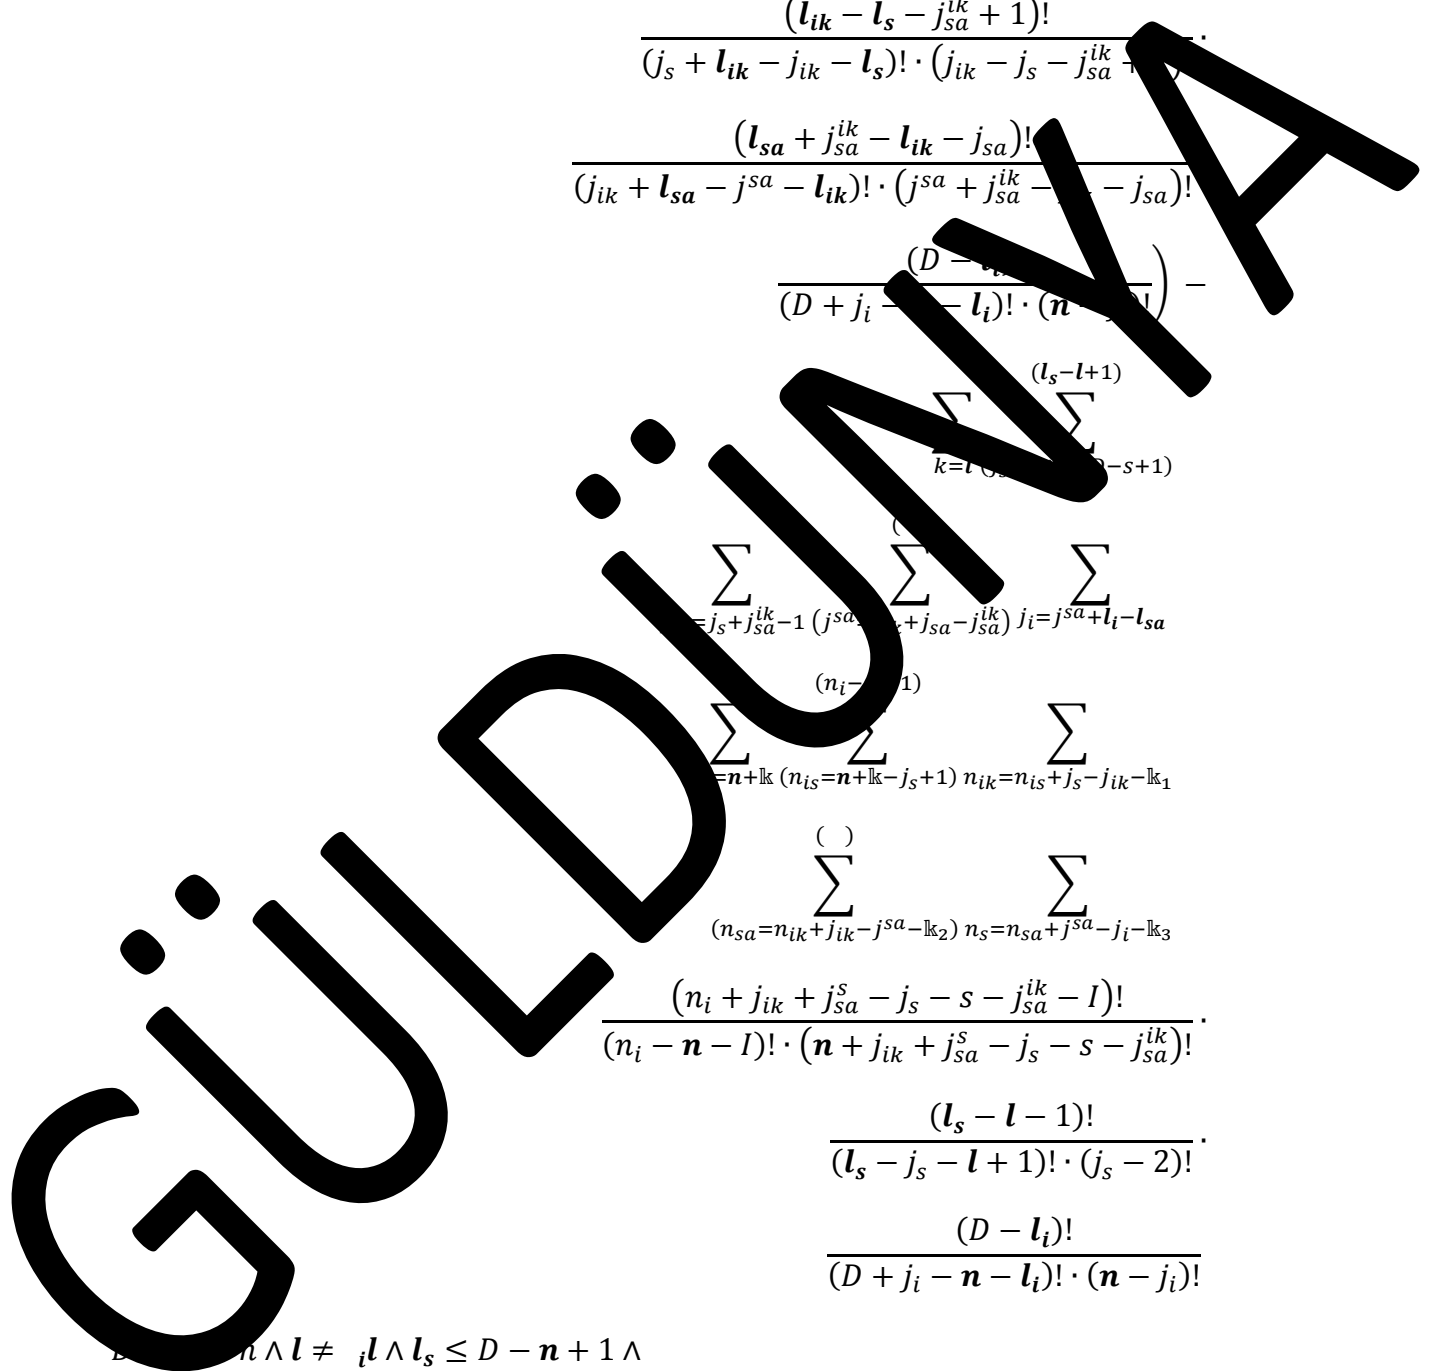 (l_ik − l_s − j_sa^ik + 1)!
(j_s + l_ik − j_ik − l_s)! · (j_ik − j_s − j_sa^ik + ·
(l_sa + j_sa^ik − l_ik − j_sa)!
(j_ik + l_sa − j^sa − l_ik)! · (j^sa + j_sa^ik − − j_sa)!
(D −
(D + j_i − − l_i)! · (n )! ) −
(l_s−l+1)
∑ ∑
k=l −s+1)
∑ ∑ ∑
=j_s+j_sa^ik−1 (j^sa= +j_sa−j_sa^ik) j_i=j^sa+l_i−l_sa
(n_i− 1)
∑ ∑ ∑
=n+𝕜 (n_is=n+𝕜−j_s+1) n_ik=n_is+j_s−j_ik−𝕜_1
( )
∑ ∑
(n_sa=n_ik+j_ik−j^sa−𝕜_2) n_s=n_sa+j^sa−j_i−𝕜_3
(n_i + j_ik + j_sa^s − j_s − s − j_sa^ik − I)!
(n_i − n − I)! · (n + j_ik + j_sa^s − j_s − s − j_sa^ik)! ·
(l_s − l − 1)!
(l_s − j_s − l + 1)! · (j_s − 2)! ·
(D − l_i)!
(D + j_i − n − l_i)! · (n − j_i)!
n ∧ l ≠ _il ∧ l_s ≤ D − n + 1 ∧
GÜLDÜNYA